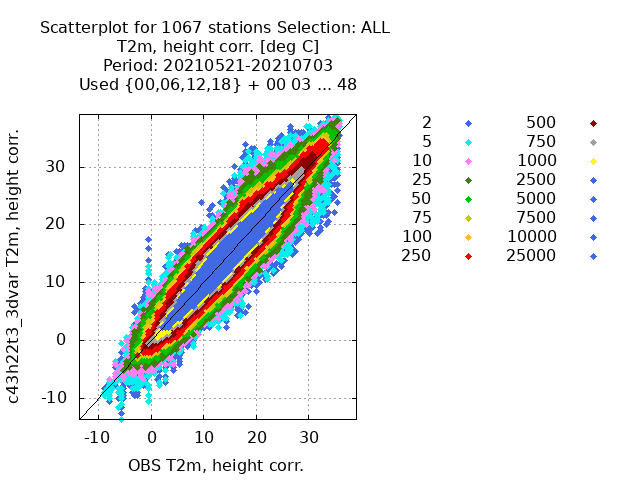 Scatterplot for 1067 stations Selection: ALL
T2m, height corr. [deg C]
Period: 20210521-20210703
Used {00,06,12,18} + 00 03 ... 48
c43h22t3_3dvar T2m, height corr.
30
20
10
0
-10
-10 0 10 20 30
OBS T2m, height corr.
2 500
5 750
10 1000
25 2500
50 5000
75 7500
100 10000
250 25000